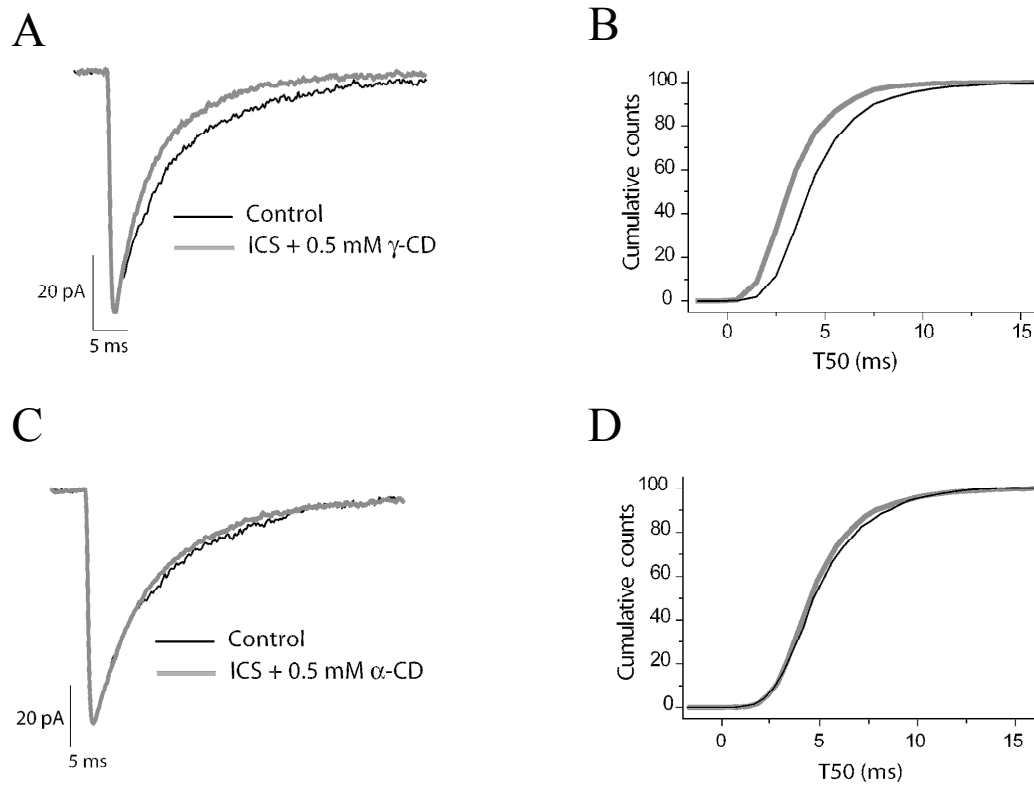 A
Control
ICS + 0.5 mM γ-CD
20 pA
5 ms
B
Cumulative counts
100
80
60
40
20
0
0
5
10
15
T50 (ms)
C
Control
ICS + 0.5 mM α-CD
20 pA
5 ms
D
Cumulative counts
100
80
60
40
20
0
0
5
10
15
T50 (ms)